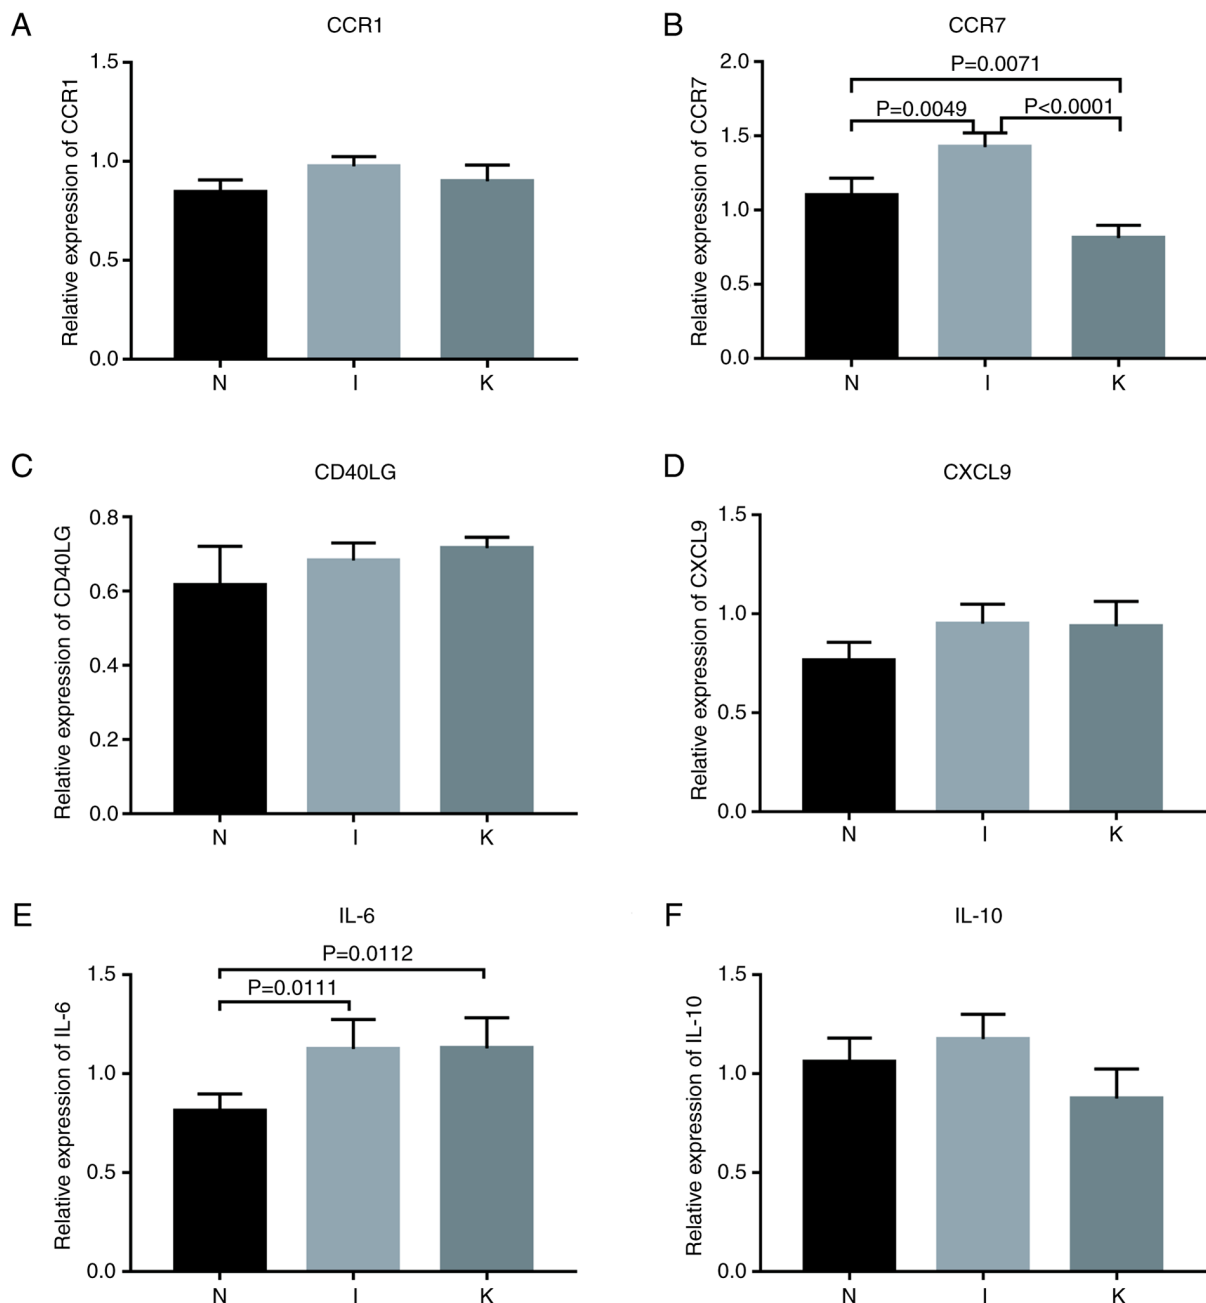 A
CCR1
Relative expression of CCR1
1.5
1.0
0.5
0.0
N I K
B
CCR7
Relative expression of CCR7
2.0
1.5
1.0
0.5
0.0
P=0.0071
P=0.0049
P<0.0001
N I K
C
CD40LG
Relative expression of CD40LG
0.8
0.6
0.4
0.2
0.0
N I K
D
CXCL9
Relative expression of CXCL9
1.5
1.0
0.5
0.0
N I K
E
IL-6
Relative expression of IL-6
1.5
1.0
0.5
0.0
P=0.0112
P=0.0111
N I K
F
IL-10
Relative expression of IL-10
1.5
1.0
0.5
0.0
N I K